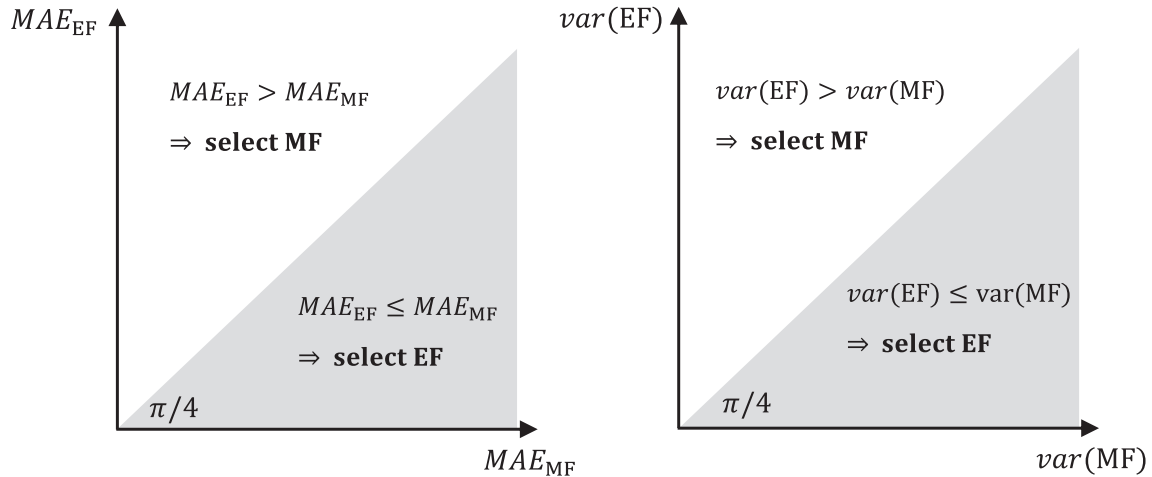 MAE_EF
MAE_EF > MAE_MF
⇒ select MF
MAE_EF ≤ MAE_MF
⇒ select EF
π/4
MAE_MF
var(EF)
var(EF) > var(MF)
⇒ select MF
var(EF) ≤ var(MF)
⇒ select EF
π/4
var(MF)